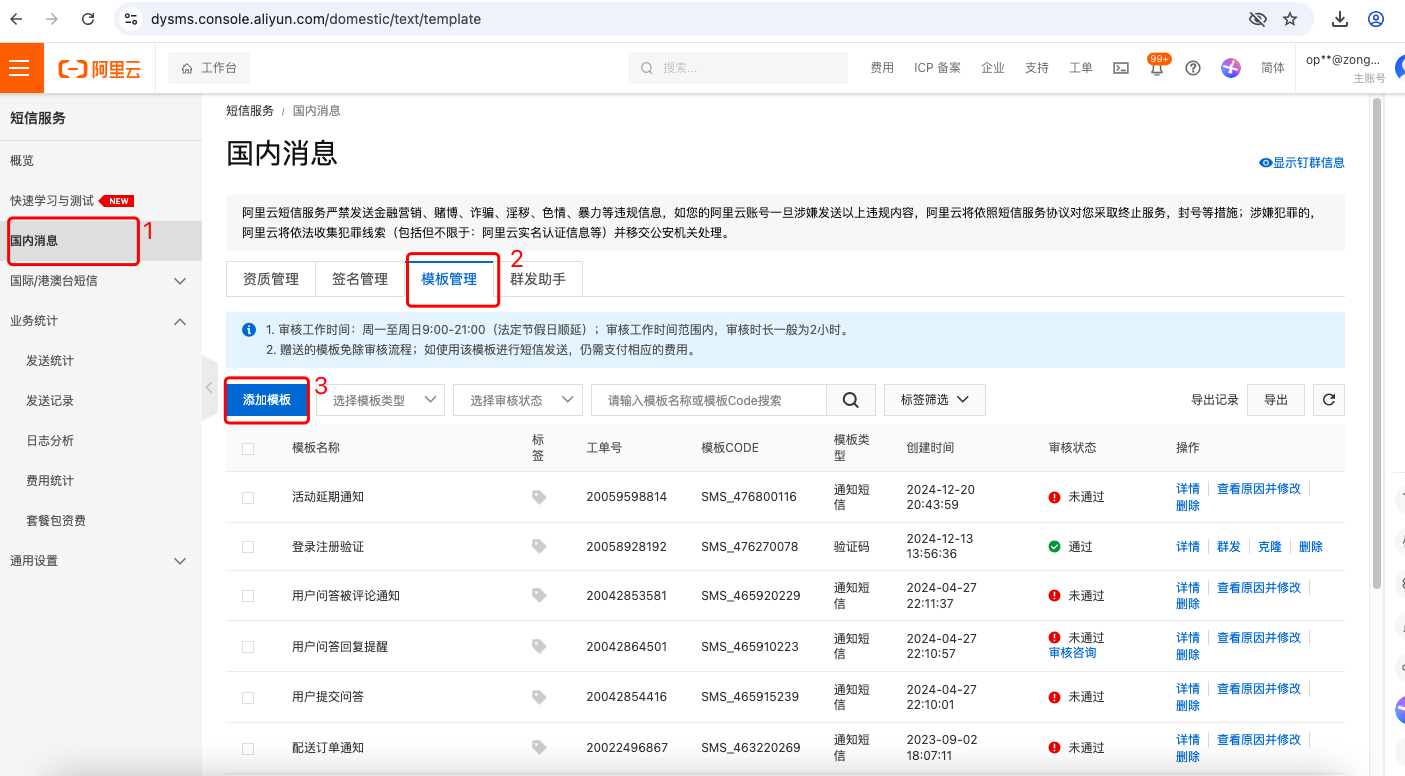 dysms.console.aliyun.com/domestic/text/template
阿里云
工作台
搜索...
费用
ICP 备案
企业
支持
工单
99+
简体
op**@zong...
主账号
短信服务
概览
快速学习与测试 NEW
国内消息
1
国际/港澳台短信
业务统计
发送统计
发送记录
日志分析
费用统计
套餐包资费
通用设置
短信服务 / 国内消息
国内消息
显示钉群信息
阿里云短信服务严禁发送金融营销、赌博、诈骗、淫秽、色情、暴力等违规信息，如您的阿里云账号一旦涉嫌发送以上违规内容，阿里云将依照短信服务协议对您采取终止服务，封号等措施；涉嫌犯罪的，
阿里云将依法收集犯罪线索（包括但不限于：阿里云实名认证信息等）并移交公安机关处理。
资质管理
签名管理
模板管理
2
群发助手
1. 审核工作时间：周一至周日9:00-21:00（法定节假日顺延）；审核工作时间范围内，审核时长一般为2小时。
2. 赠送的模板免除审核流程；如使用该模板进行短信发送，仍需支付相应的费用。
添加模板
3
选择模板类型
选择审核状态
请输入模板名称或模板Code搜索
标签筛选
导出记录
导出
模板名称
标
签
工单号
模板CODE
模板类
型
创建时间
审核状态
操作
活动延期通知
20059598814
SMS_476800116
通知短
信
2024-12-20
20:43:59
未通过
详情 查看原因并修改
删除
登录注册验证
20058928192
SMS_476270078
验证码
2024-12-13
13:56:36
通过
详情 群发 克隆 删除
用户问答被评论通知
20042853581
SMS_465920229
通知短
信
2024-04-27
22:11:37
未通过
详情 查看原因并修改
删除
用户问答回复提醒
20042864501
SMS_465910223
通知短
信
2024-04-27
22:10:57
未通过
审核咨询
详情 查看原因并修改
删除
用户提交问答
20042854416
SMS_465915239
通知短
信
2024-04-27
22:10:01
未通过
详情 查看原因并修改
删除
配送订单通知
20022496867
SMS_463220269
通知短
信
2023-09-02
18:07:11
未通过
详情 查看原因并修改
删除